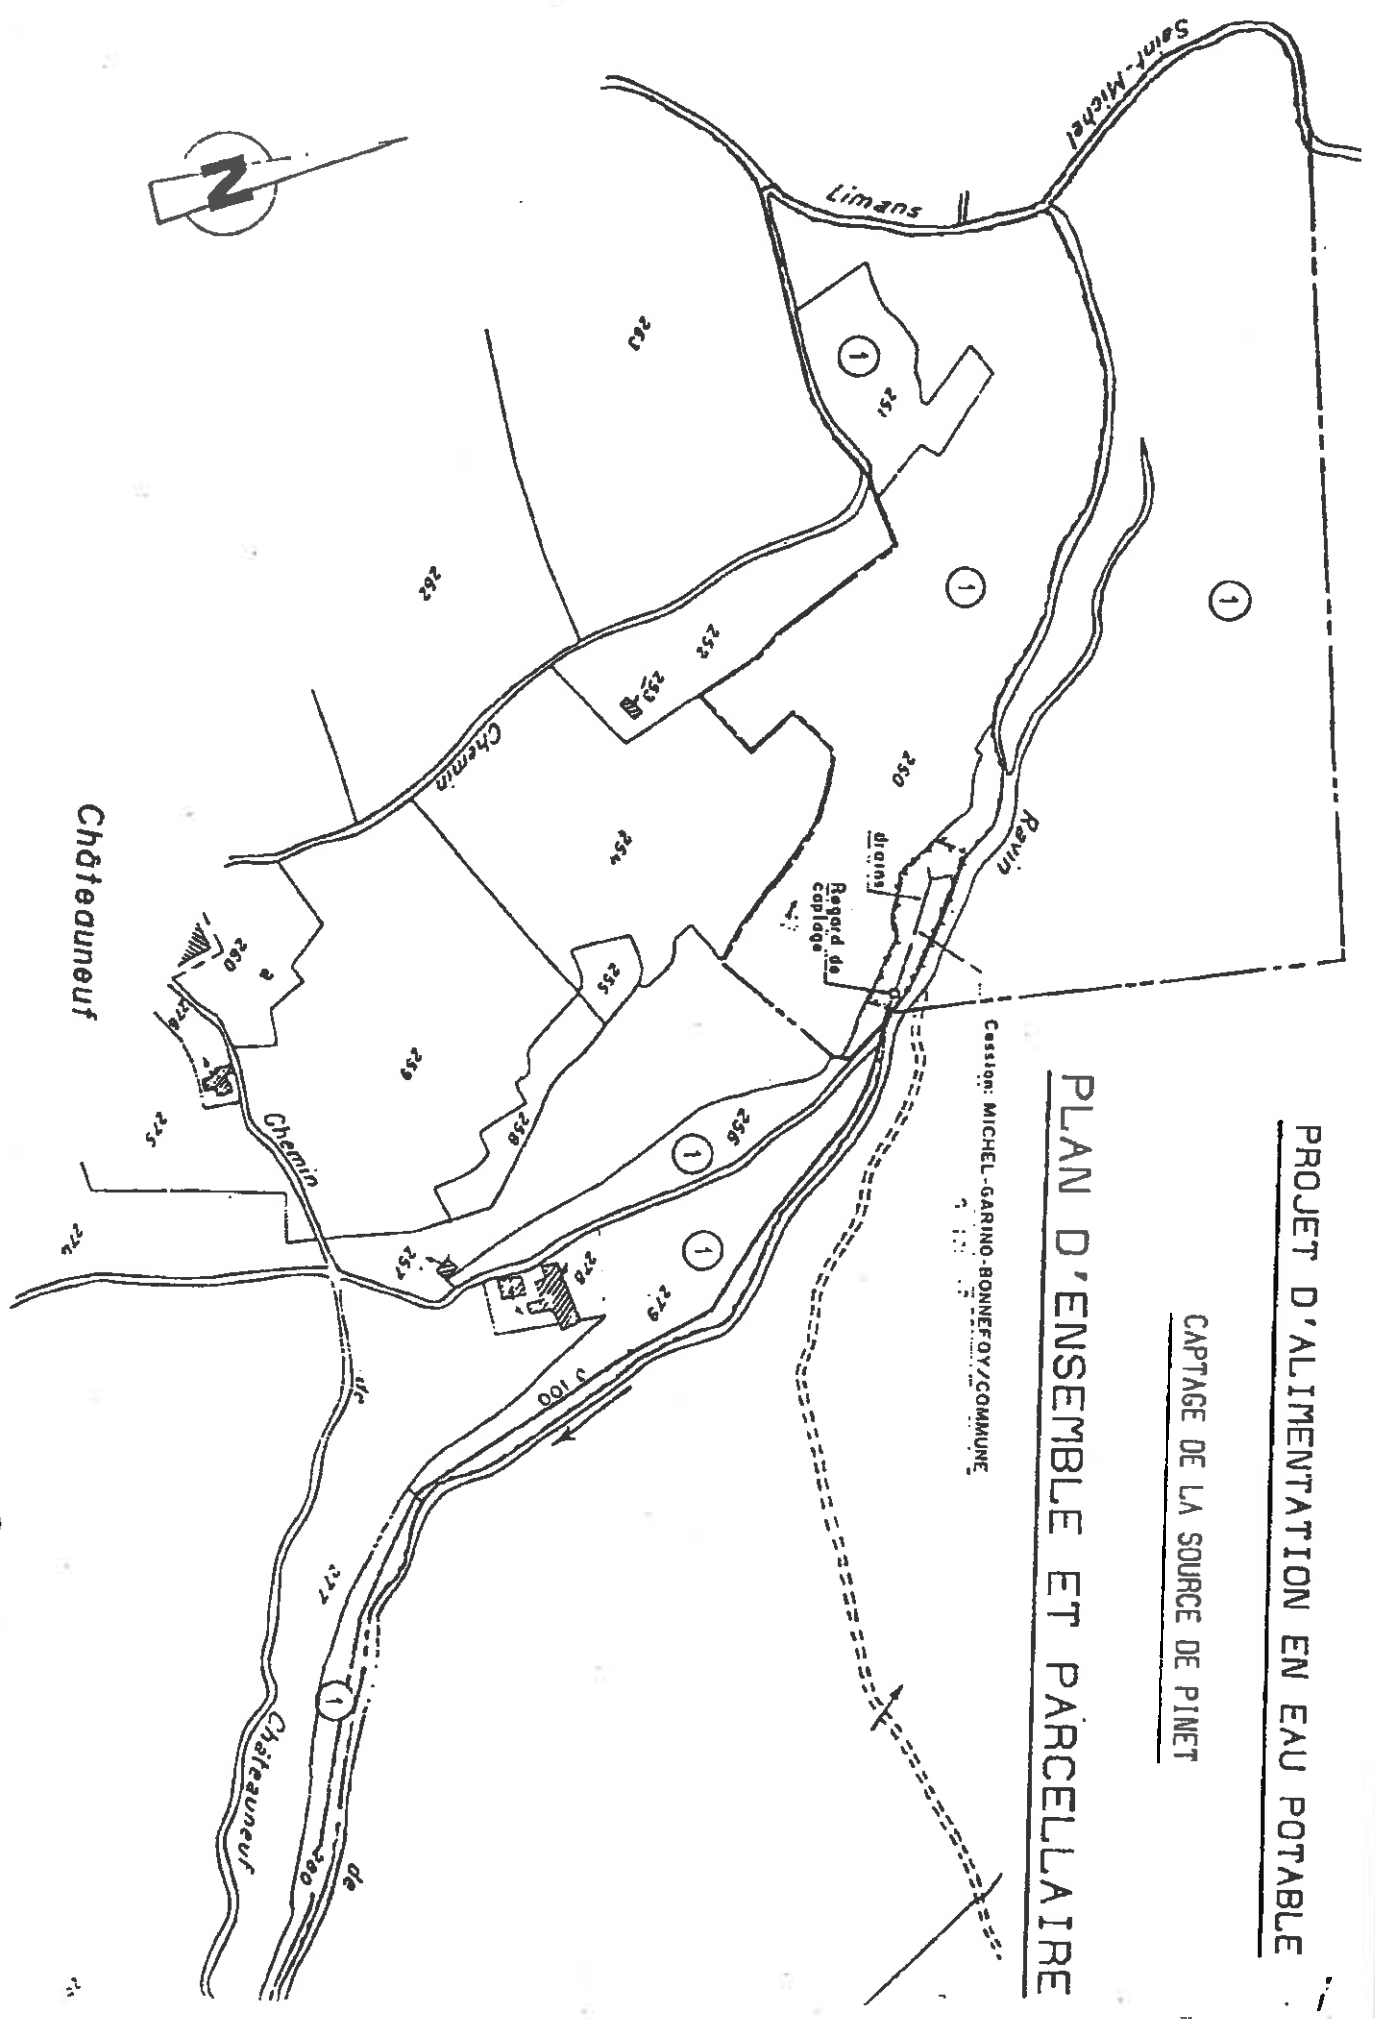 PROJET D'ALIMENTATION EN EAU POTABLE
CAPTAGE DE LA SOURCE DE PINET
PLAN D'ENSEMBLE ET PARCELLAIRE
Cession: MICHEL-GARINO-BONNEFOY/COMMUNE
Saint-Michel
Limans
N
263
1
251
1
1
262
252
253
250
Ravin
drains
Regard de
captage
Chemin
254
255
Châteauneuf
260
a
276
259
275
Chemin
258
256
1
1
257
278
279
274
J 100
de
277
1
Châteauneuf
280
de